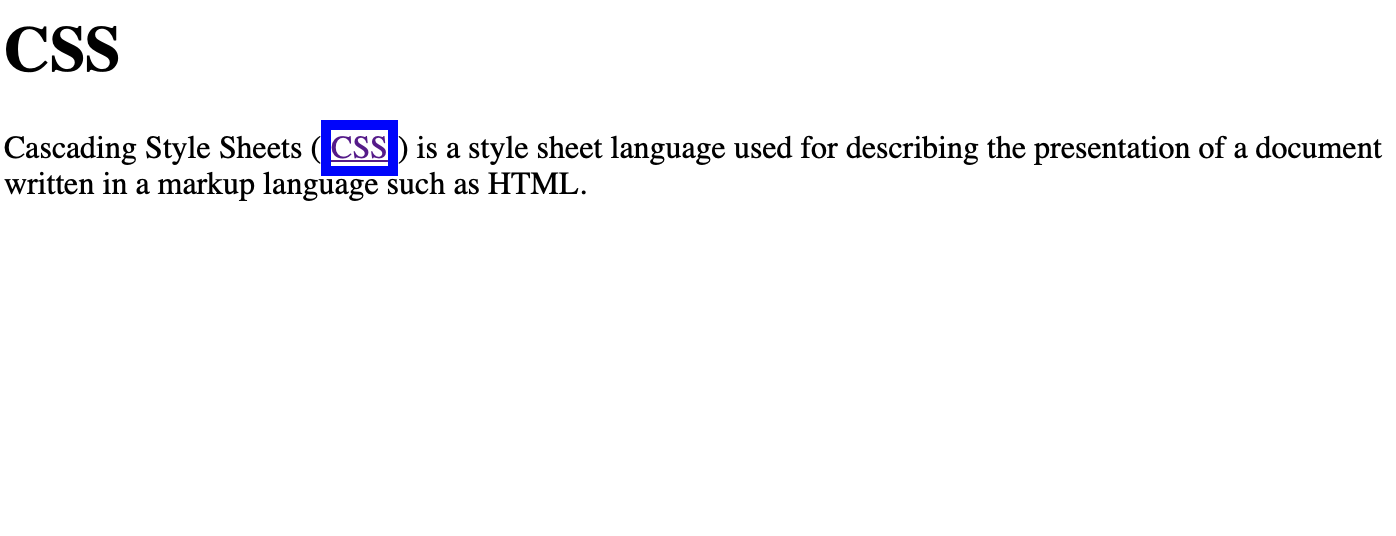 CSS
Cascading Style Sheets (CSS) is a style sheet language used for describing the presentation of a document
written in a markup language such as HTML.